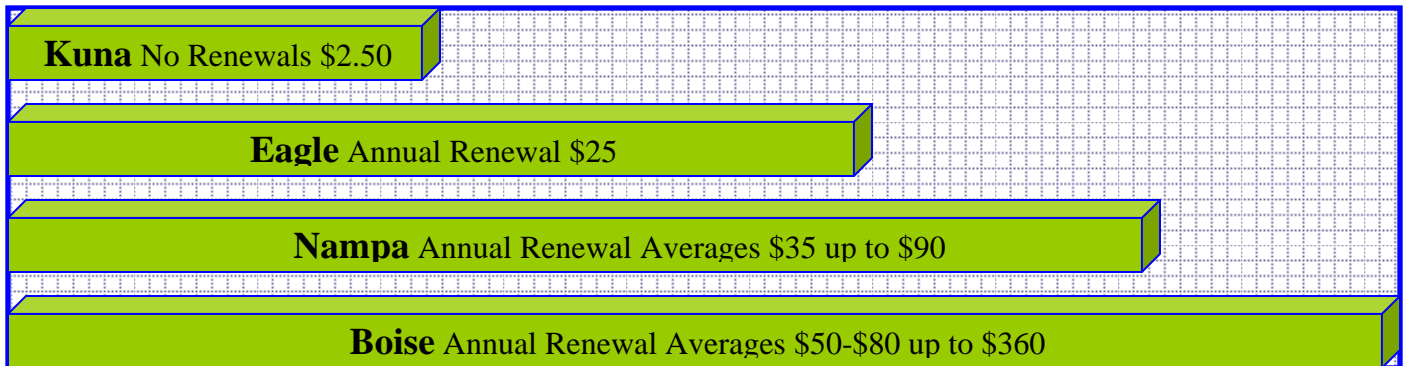 Kuna No Renewals $2.50
Eagle Annual Renewal $25
Nampa Annual Renewal Averages $35 up to $90
Boise Annual Renewal Averages $50-$80 up to $360